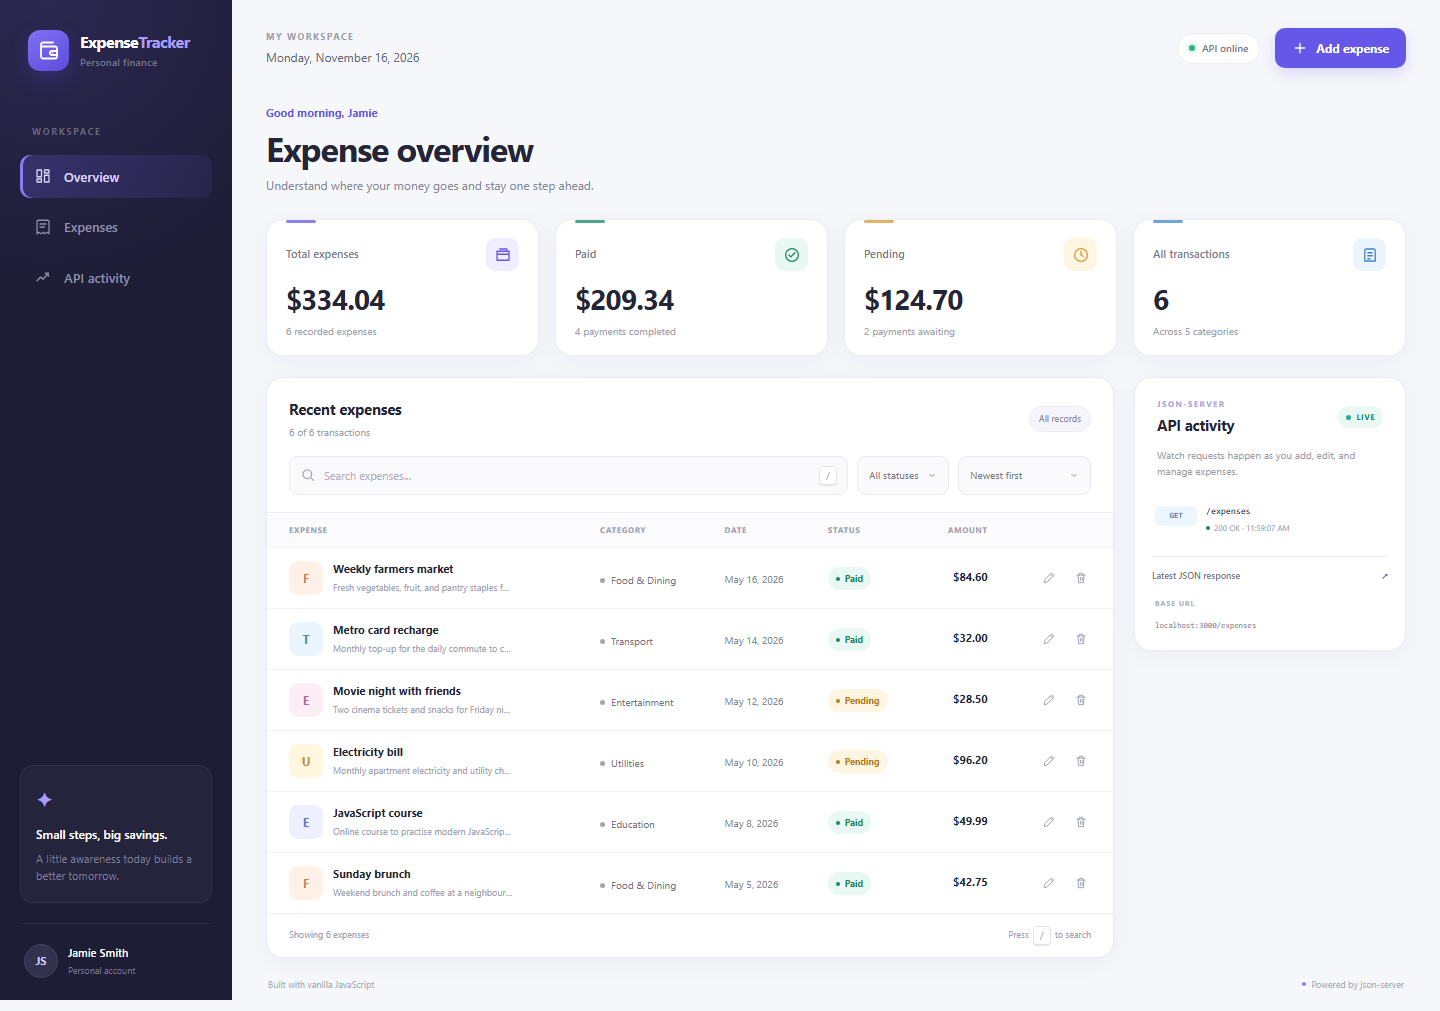 ExpenseTracker
Personal finance
WORKSPACE
Overview
Expenses
API activity
✦
Small steps, big savings.
A little awareness today builds a
better tomorrow.
JS
Jamie Smith
Personal account
MY WORKSPACE
Monday, November 16, 2026
API online
+ Add expense
Good morning, Jamie
Expense overview
Understand where your money goes and stay one step ahead.
Total expenses
$334.04
6 recorded expenses
Paid
$209.34
4 payments completed
Pending
$124.70
2 payments awaiting
All transactions
6
Across 5 categories
Recent expenses
6 of 6 transactions
All records
Search expenses...
/
All statuses
Newest first
EXPENSE CATEGORY DATE STATUS AMOUNT
F
Weekly farmers market
Fresh vegetables, fruit, and pantry staples f...
Food & Dining
May 16, 2026
Paid
$84.60
T
Metro card recharge
Monthly top-up for the daily commute to c...
Transport
May 14, 2026
Paid
$32.00
E
Movie night with friends
Two cinema tickets and snacks for Friday ni...
Entertainment
May 12, 2026
Pending
$28.50
U
Electricity bill
Monthly apartment electricity and utility ch...
Utilities
May 10, 2026
Pending
$96.20
E
JavaScript course
Online course to practise modern JavaScrip...
Education
May 8, 2026
Paid
$49.99
F
Sunday brunch
Weekend brunch and coffee at a neighbour...
Food & Dining
May 5, 2026
Paid
$42.75
Showing 6 expenses
Press / to search
JSON-SERVER
API activity
LIVE
Watch requests happen as you add, edit, and
manage expenses.
GET
/expenses
200 OK · 11:59:07 AM
Latest JSON response
↗
BASE URL
localhost:3000/expenses
Built with vanilla JavaScript
Powered by json-server